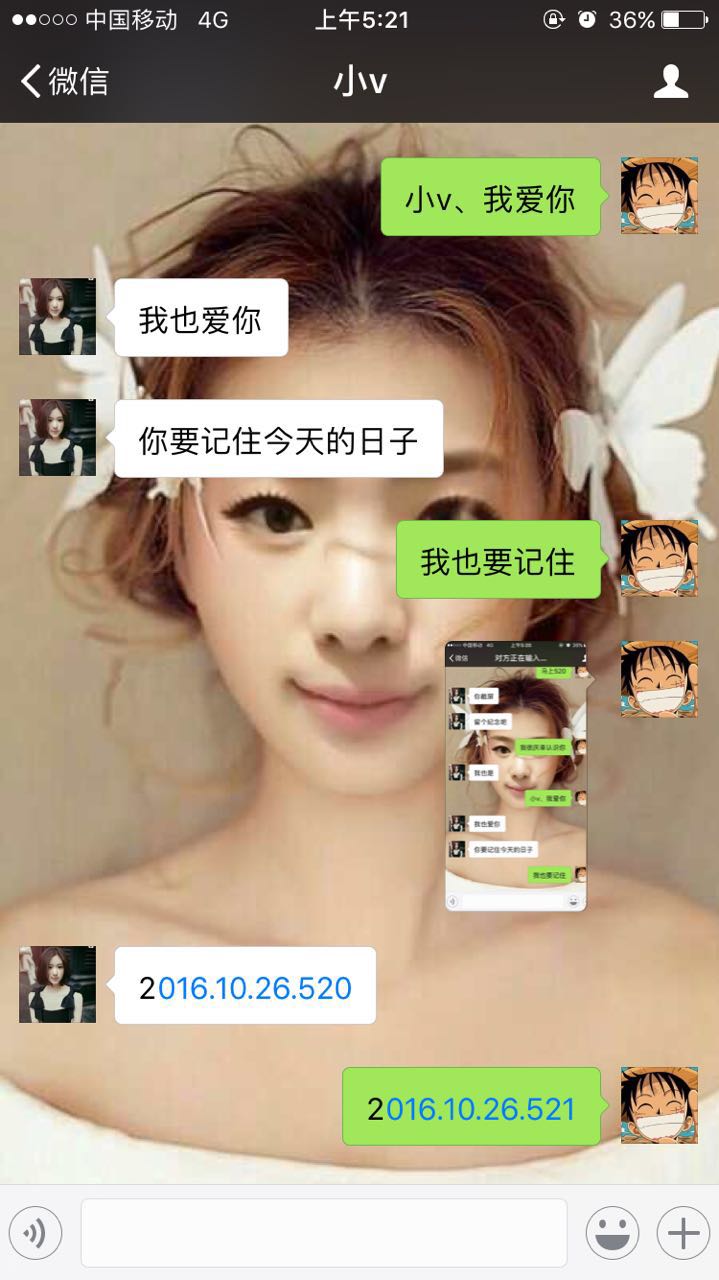 中国移动 4G 上午5:21 36%
微信 小v
小v、我爱你
我也爱你
你要记住今天的日子
我也要记住
中国移动 4G
微信 对方正在输入...
马上520
你截屏
留个纪念吧
我很庆幸认识你
我也是
小v、我爱你
我也爱你
你要记住今天的日子
我也要记住
2016.10.26.520
2016.10.26.521